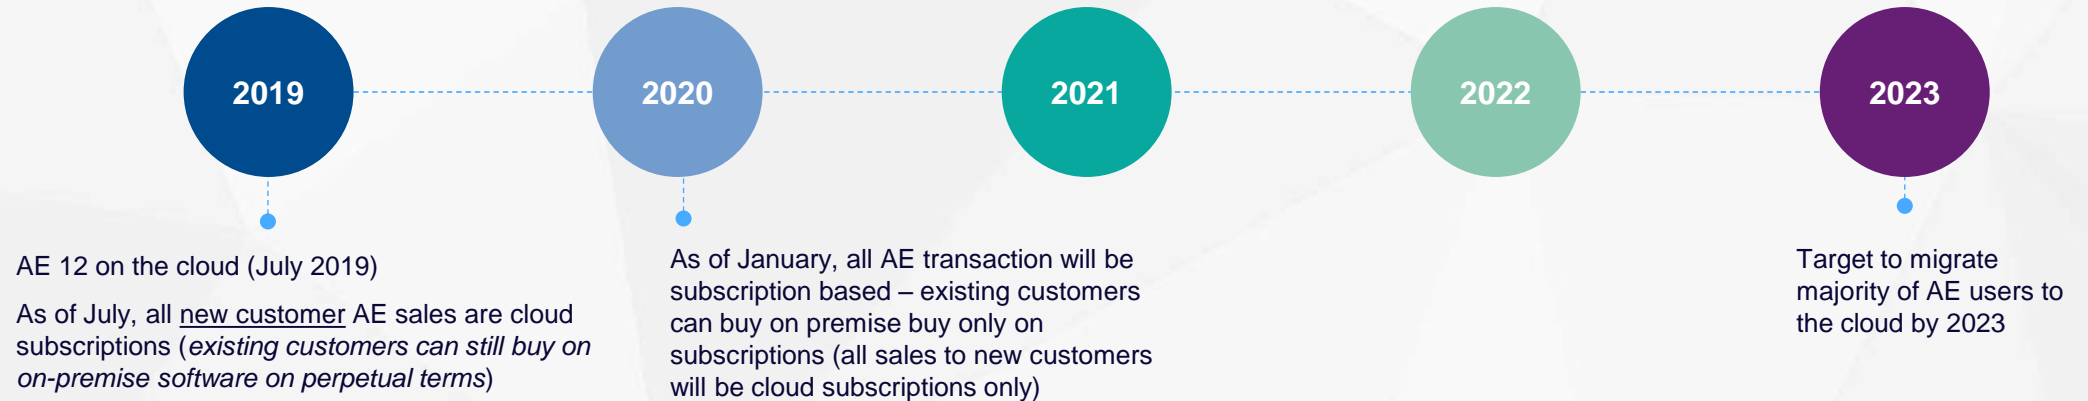 2019
2020
2021
2022
2023
AE 12 on the cloud (July 2019)
As of July, all new customer AE sales are cloud
subscriptions (existing customers can still buy on
on-premise software on perpetual terms)
As of January, all AE transaction will be
subscription based – existing customers
can buy on premise buy only on
subscriptions (all sales to new customers
will be cloud subscriptions only)
Target to migrate
majority of AE users to
the cloud by 2023